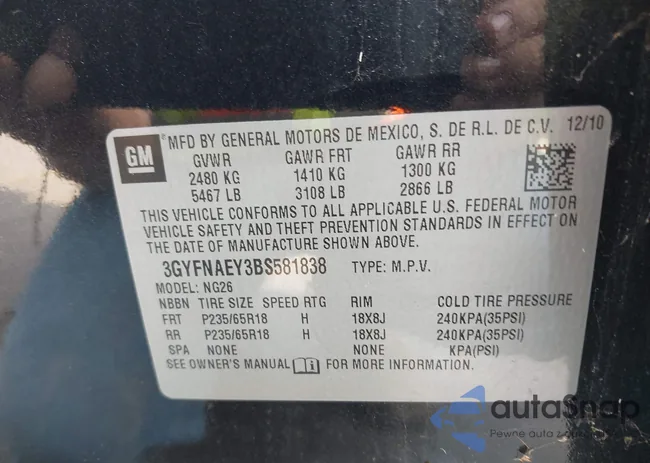 GM
MFD BY GENERAL MOTORS DE MEXICO, S. DE R.L. DE C.V. 12/10
GVWR GAWR FRT GAWR RR
2480 KG 1410 KG 1300 KG
5467 LB 3108 LB 2866 LB
THIS VEHICLE CONFORMS TO ALL APPLICABLE U.S. FEDERAL MOTOR
VEHICLE SAFETY AND THEFT PREVENTION STANDARDS IN EFFECT ON
THE DATE OF MANUFACTURE SHOWN ABOVE.
3GYFNAEY3BS581838 TYPE: M.P.V.
MODEL: NG26
NBBN TIRE SIZE SPEED RTG RIM COLD TIRE PRESSURE
FRT P235/65R18 H 18X8J 240KPA(35PSI)
RR P235/65R18 H 18X8J 240KPA(35PSI)
SPA NONE NONE KPA(PSI)
SEE OWNER'S MANUAL FOR MORE INFORMATION.
autaSnap
Pewne auta z